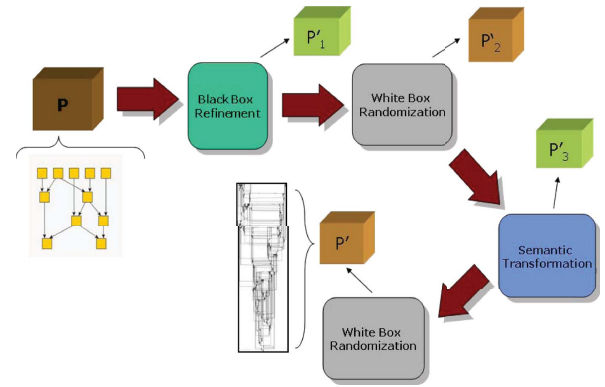 P
Black Box
Refinement
P'1
White Box
Randomization
P'2
P'3
Semantic
Transformation
White Box
Randomization
P'